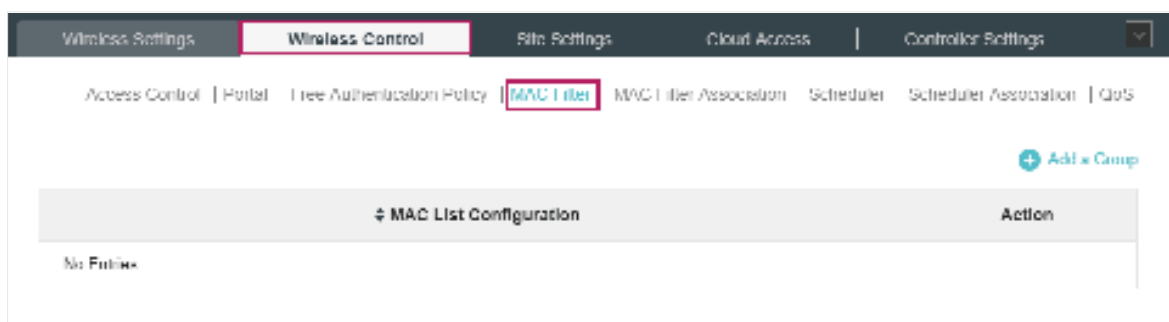 Wireless Settings Wireless Control Site Settings Cloud Access | Controller Settings
Access Control | Portal Free Authentication Policy | MAC Filter MAC Filter Association Scheduler Scheduler Association | QoS
Add a Group
MAC List Configuration Action
No Entries